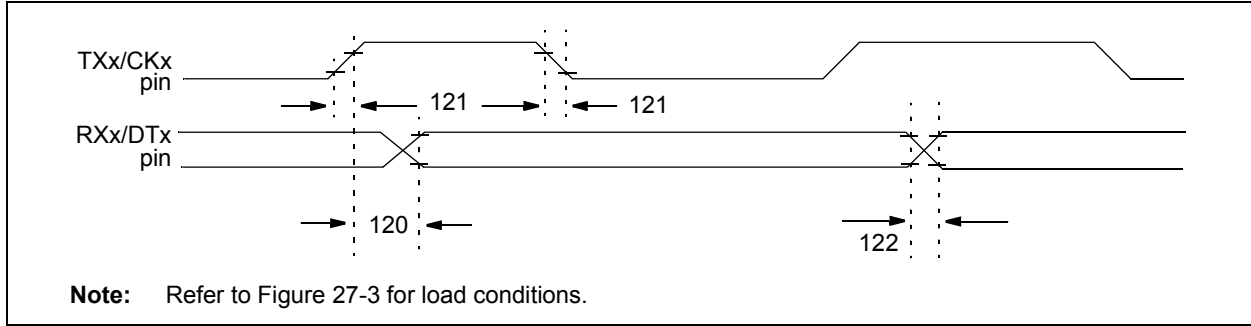 TXx/CKx
pin
121
121
RXx/DTx
pin
120
122
Note: Refer to Figure 27-3 for load conditions.